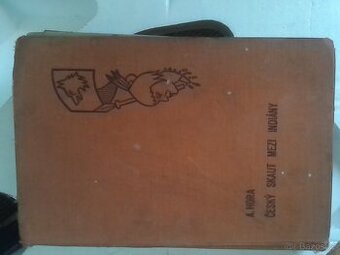 A. HORA
ČESKÝ SKAUT MEZI INDIÁNY